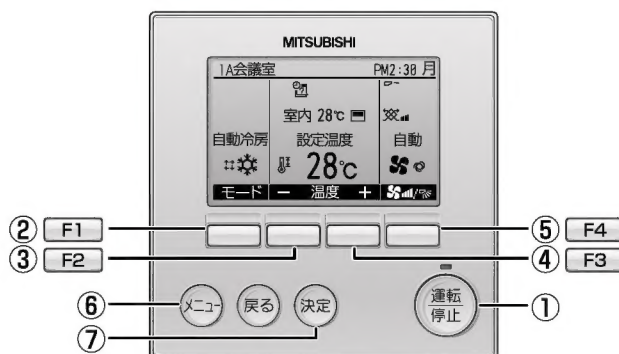 MITSUBISHI
1A会議室 PM2:30 月
室内 28℃
自動冷房 設定温度 自動
28℃
モード － 温度 ＋
② F1
⑤ F4
③ F2
④ F3
⑥ メニュー 戻る 決定 運転 ①
停止
⑦